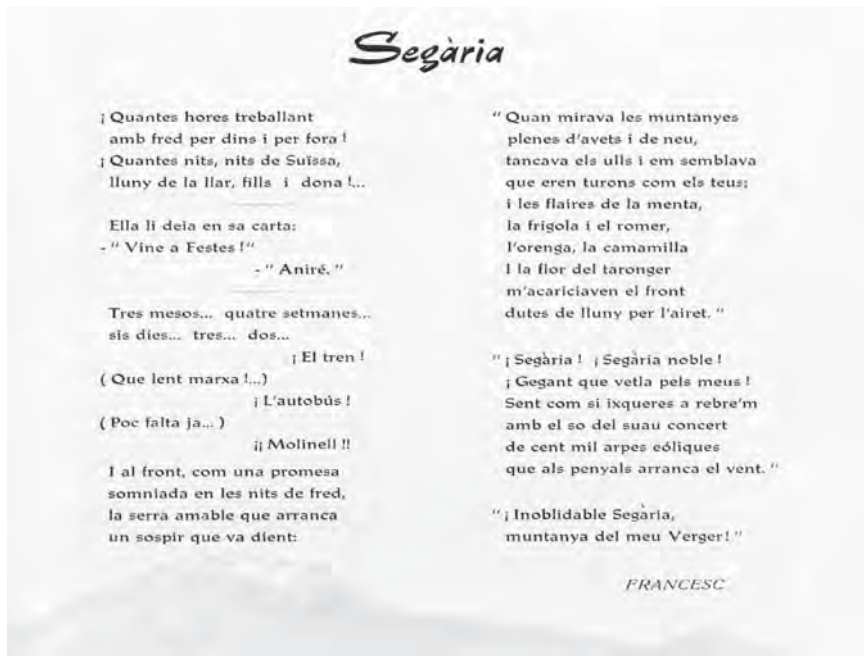 Segària
¡ Quantes hores treballant
amb fred per dins i per fora !
¡ Quantes nits, nits de Suïssa,
lluny de la llar, fills i dona !...
Ella li deia en sa carta:
- " Vine a Festes ! "
- " Aniré. "
Tres mesos... quatre setmanes...
sis dies... tres... dos...
¡ El tren !
( Que lent marxa !...)
¡ L'autobús !
( Poc falta ja... )
¡¡ Molinell !!
I al front, com una promesa
somniada en les nits de fred,
la serra amable que arranca
un sospir que va dient:
" Quan mirava les muntanyes
plenes d'avets i de neu,
tancava els ulls i em semblava
que eren turons com els teus;
i les flaires de la menta,
la frígola i el romer,
l'orenga, la camamilla
I la flor del taronger
m'acariciaven el front
dutes de lluny per l'airet. "
" ¡ Segària ! ¡ Segària noble !
¡ Gegant que vetla pels meus !
Sent com si ixqueres a rebre'm
amb el so del suau concert
de cent mil arpes eòliques
que als penyals arranca el vent. "
" ¡ Inoblidable Segària,
muntanya del meu Verger! "
FRANCESC